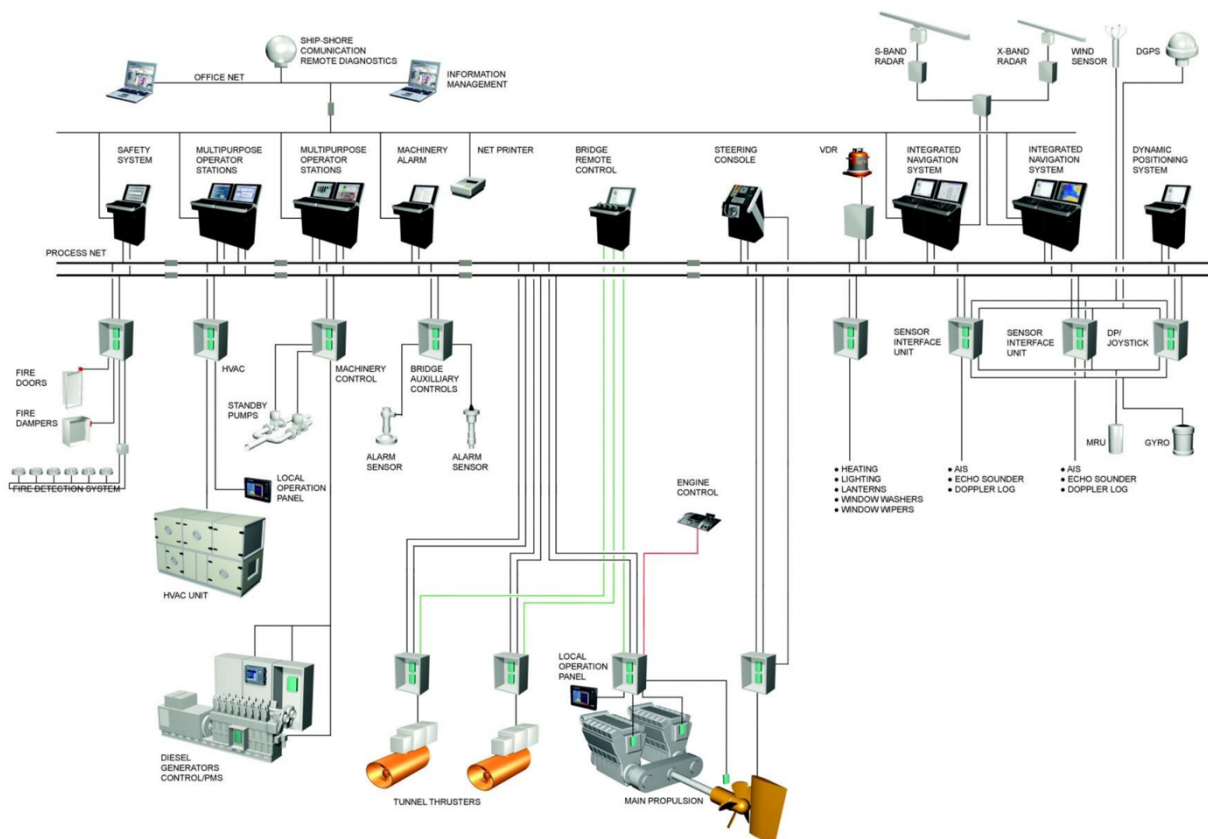 SHIP-SHORE
COMUNICATION
REMOTE DIAGNOSTICS
OFFICE NET
INFORMATION
MANAGEMENT
S-BAND
RADAR
X-BAND
RADAR
WIND
SENSOR
DGPS
SAFETY
SYSTEM
MULTIPURPOSE
OPERATOR
STATIONS
MULTIPURPOSE
OPERATOR
STATIONS
MACHINERY
ALARM
NET PRINTER
BRIDGE
REMOTE
CONTROL
STEERING
CONSOLE
VDR
INTEGRATED
NAVIGATION
SYSTEM
INTEGRATED
NAVIGATION
SYSTEM
DYNAMIC
POSITIONING
SYSTEM
PROCESS NET
FIRE
DOORS
FIRE
DAMPERS
FIRE DETECTION SYSTEM
HVAC
STANDBY
PUMPS
MACHINERY
CONTROL
BRIDGE
AUXILLIARY
CONTROLS
ALARM
SENSOR
ALARM
SENSOR
SENSOR
INTERFACE
UNIT
SENSOR
INTERFACE
UNIT
DP/
JOYSTICK
MRU
GYRO
LOCAL
OPERATION
PANEL
HVAC UNIT
ENGINE
CONTROL
● HEATING
● LIGHTING
● LANTERNS
● WINDOW WASHERS
● WINDOW WIPERS
● AIS
● ECHO SOUNDER
● DOPPLER LOG
● AIS
● ECHO SOUNDER
● DOPPLER LOG
LOCAL
OPERATION
PANEL
DIESEL
GENERATORS
CONTROL/PMS
TUNNEL THRUSTERS
MAIN PROPULSION